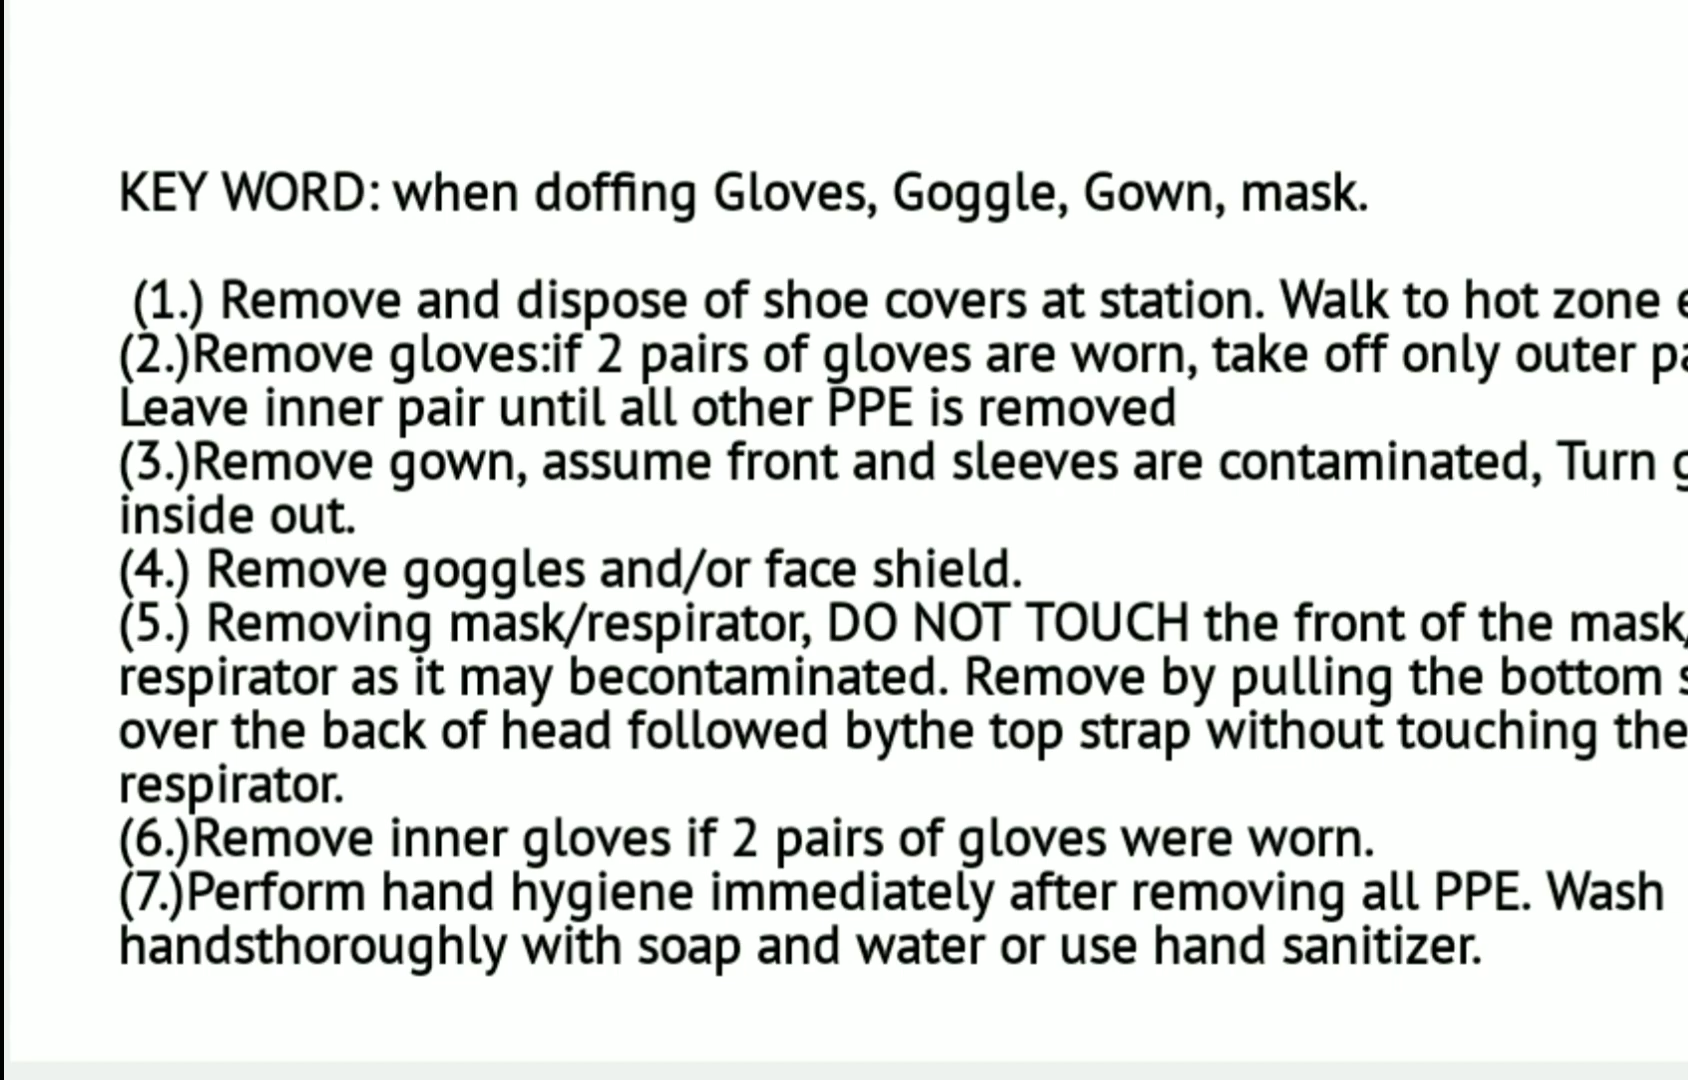 KEY WORD: when doffing Gloves, Goggle, Gown, mask.
(1.) Remove and dispose of shoe covers at station. Walk to hot zone
(2.)Remove gloves:if 2 pairs of gloves are worn, take off only outer
Leave inner pair until all other PPE is removed
(3.)Remove gown, assume front and sleeves are contaminated, Turn
inside out.
(4.) Remove goggles and/or face shield.
(5.) Removing mask/respirator, DO NOT TOUCH the front of the mask,
respirator as it may becontaminated. Remove by pulling the bottom
over the back of head followed bythe top strap without touching the
respirator.
(6.)Remove inner gloves if 2 pairs of gloves were worn.
(7.)Perform hand hygiene immediately after removing all PPE. Wash
handsthoroughly with soap and water or use hand sanitizer.